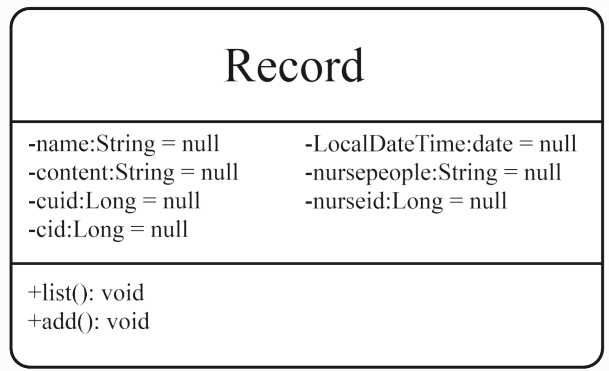 Record
-name:String = null
-content:String = null
-cuid:Long = null
-cid:Long = null
-LocalDateTime:date = null
-nursepeople:String = null
-nurseid:Long = null
+list(): void
+add(): void